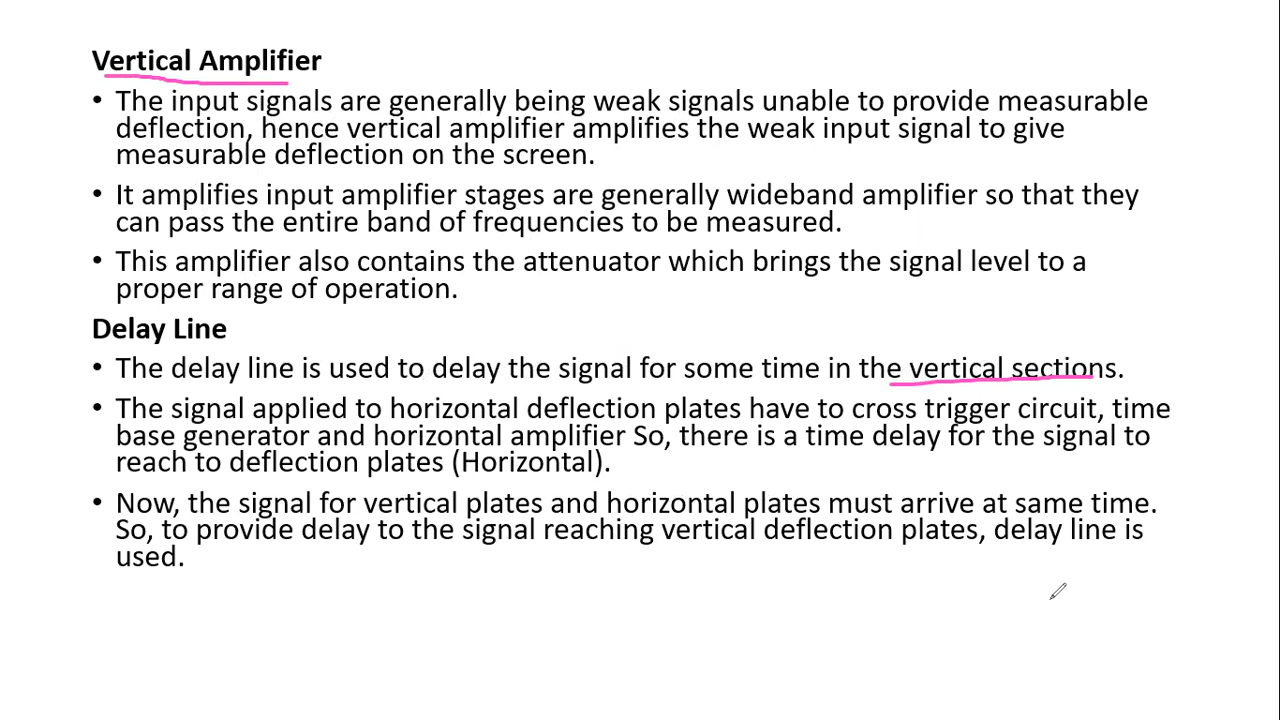 Vertical Amplifier
• The input signals are generally being weak signals unable to provide measurable
deflection, hence vertical amplifier amplifies the weak input signal to give
measurable deflection on the screen.
• It amplifies input amplifier stages are generally wideband amplifier so that they
can pass the entire band of frequencies to be measured.
• This amplifier also contains the attenuator which brings the signal level to a
proper range of operation.
Delay Line
• The delay line is used to delay the signal for some time in the vertical sections.
• The signal applied to horizontal deflection plates have to cross trigger circuit, time
base generator and horizontal amplifier So, there is a time delay for the signal to
reach to deflection plates (Horizontal).
• Now, the signal for vertical plates and horizontal plates must arrive at same time.
So, to provide delay to the signal reaching vertical deflection plates, delay line is
used.